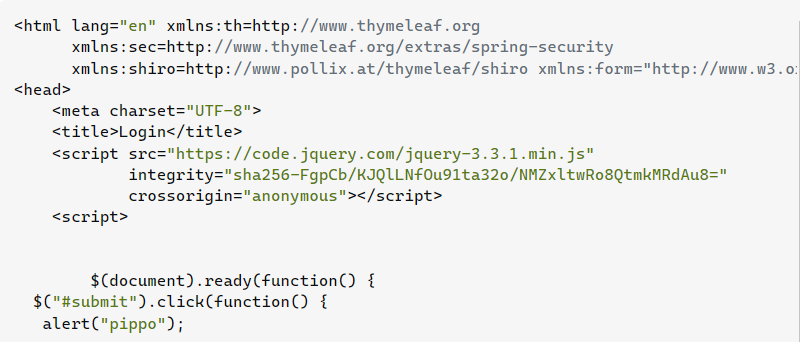 <html lang="en" xmlns:th=http://www.thymeleaf.org
xmlns:sec=http://www.thymeleaf.org/extras/spring-security
xmlns:shiro=http://www.pollix.at/thymeleaf/shiro xmlns:form="http://www.w3.o
<head>
<meta charset="UTF-8">
<title>Login</title>
<script src="https://code.jquery.com/jquery-3.3.1.min.js"
integrity="sha256-FgpCb/KJQlLNfOu91ta32o/NMZxltwRo8QtmkMRdAu8="
crossorigin="anonymous"></script>
<script>
$(document).ready(function() {
$("#submit").click(function() {
alert("pippo");